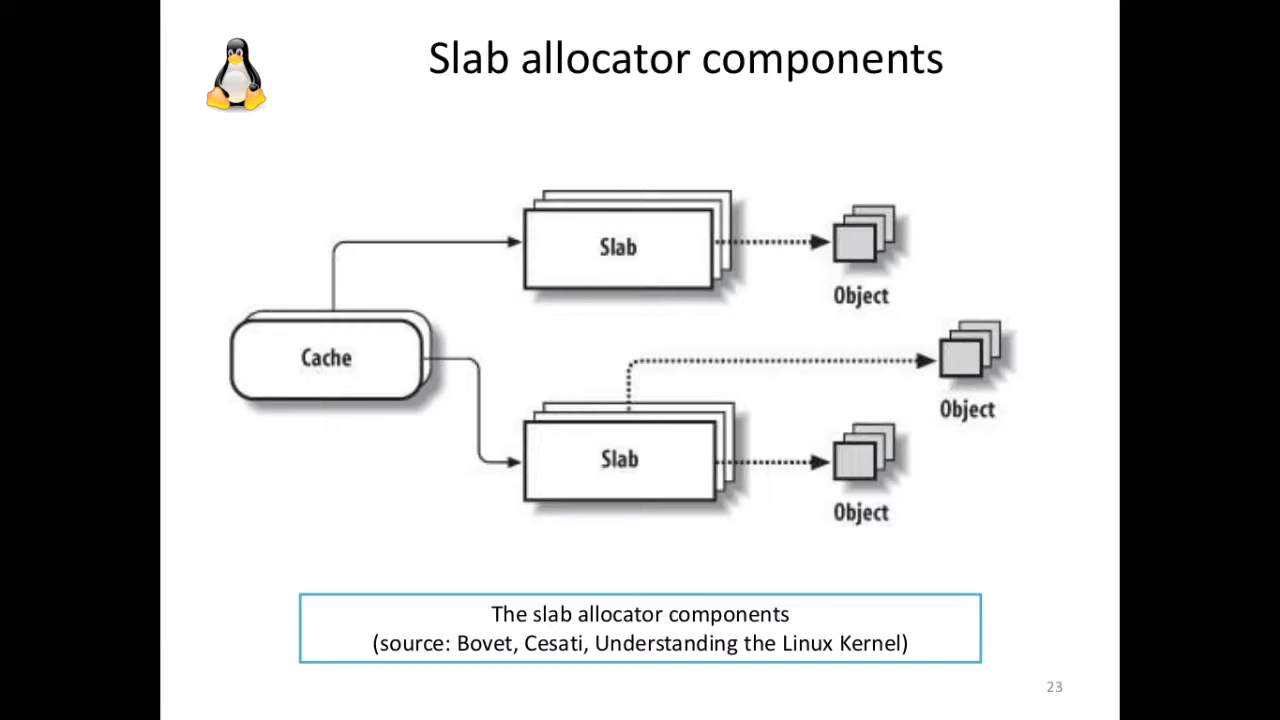 Slab allocator components
Slab
Object
Cache
Object
Slab
Object
The slab allocator components
(source: Bovet, Cesati, Understanding the Linux Kernel)
23